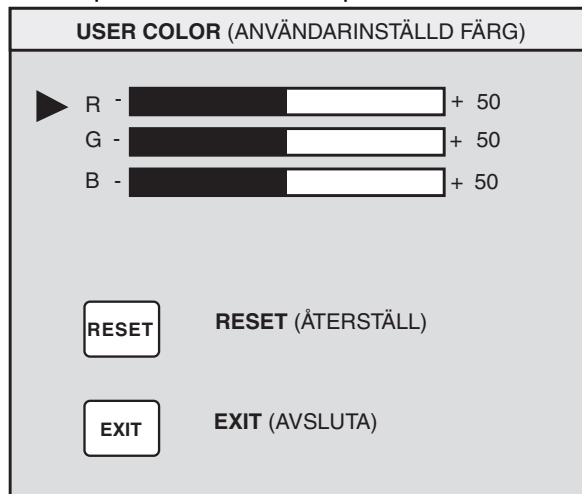 USER COLOR (ANVÄNDARINSTÄLLD FÄRG)
R - + 50
G - + 50
B - + 50
RESET RESET (ÅTERSTÄLL)
EXIT EXIT (AVSLUTA)